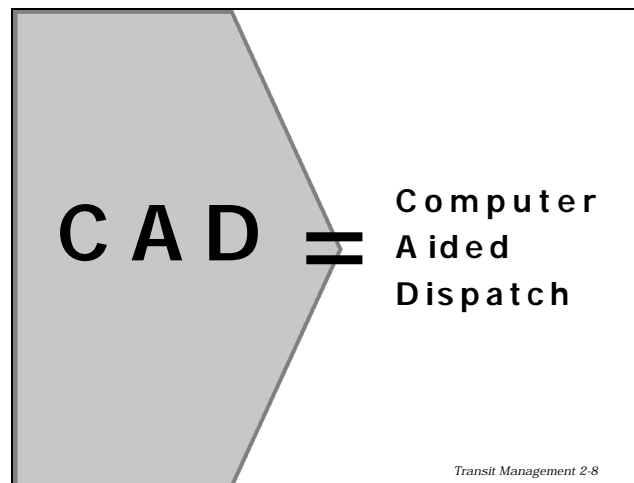 CAD = Computer
Aided
Dispatch
Transit Management 2-8